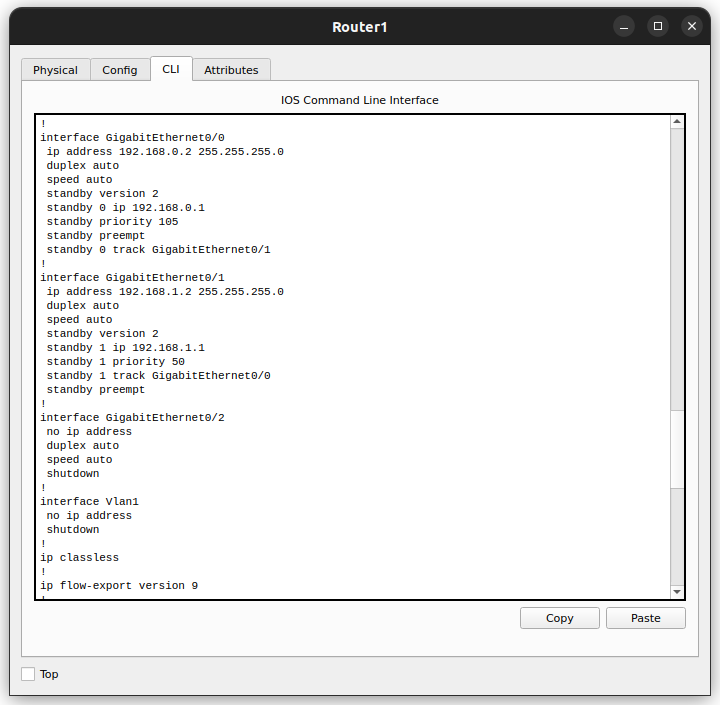 Router1
Physical Config CLI Attributes
IOS Command Line Interface
!
interface GigabitEthernet0/0
ip address 192.168.0.2 255.255.255.0
duplex auto
speed auto
standby version 2
standby 0 ip 192.168.0.1
standby priority 105
standby preempt
standby 0 track GigabitEthernet0/1
!
interface GigabitEthernet0/1
ip address 192.168.1.2 255.255.255.0
duplex auto
speed auto
standby version 2
standby 1 ip 192.168.1.1
standby 1 priority 50
standby 1 track GigabitEthernet0/0
standby preempt
!
interface GigabitEthernet0/2
no ip address
duplex auto
speed auto
shutdown
!
interface Vlan1
no ip address
shutdown
!
ip classless
!
ip flow-export version 9
!
Copy Paste
Top